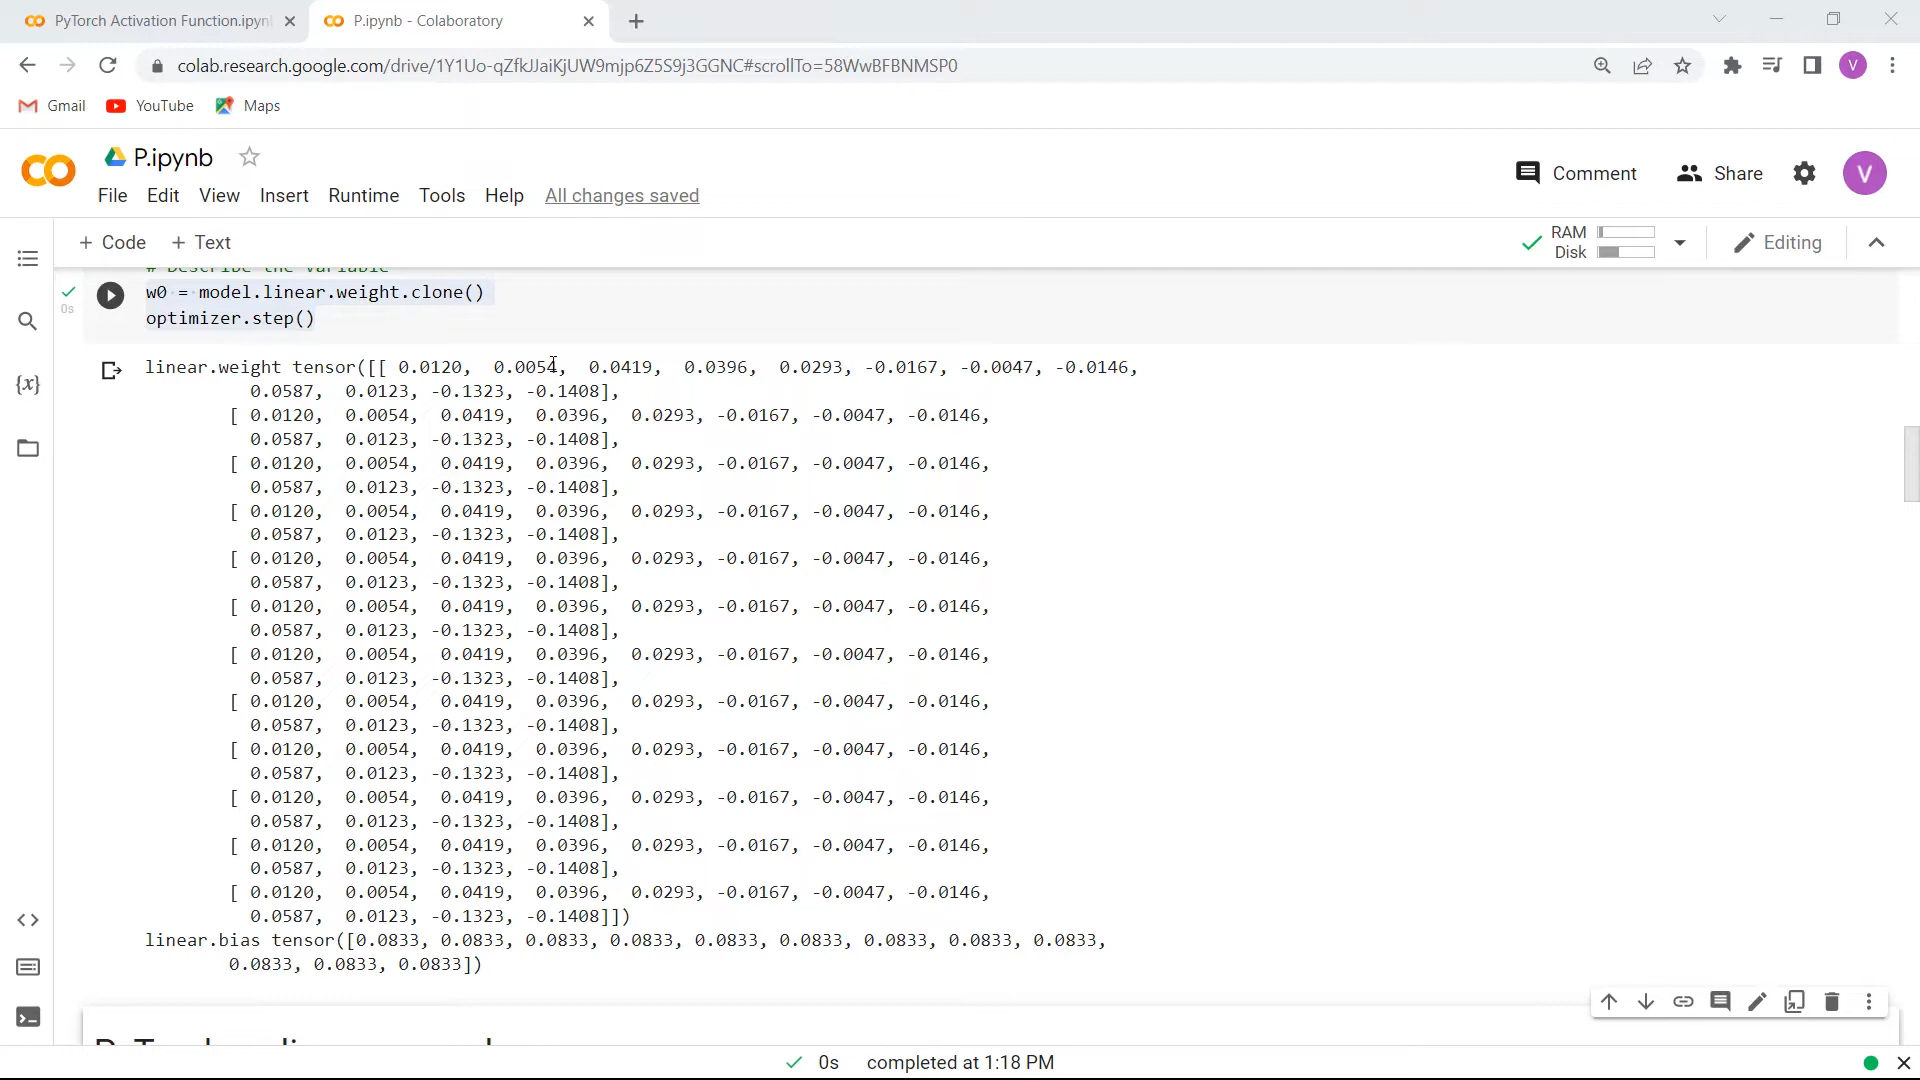 PyTorch Activation Function.ipyn
P.ipynb - Colaboratory
colab.research.google.com/drive/1Y1Uo-qZfkJJaiKjUW9mjp6Z5S9j3GGNC#scrollTo=58WwBFBNMSP0
V
Gmail YouTube Maps
P.ipynb
File Edit View Insert Runtime Tools Help All changes saved
Comment Share V
+ Code + Text
RAM
Disk
Editing
# Describe the variable
w0 = model.linear.weight.clone()
0s
optimizer.step()
linear.weight tensor([[ 0.0120, 0.0054, 0.0419, 0.0396, 0.0293, -0.0167, -0.0047, -0.0146,
0.0587, 0.0123, -0.1323, -0.1408],
[ 0.0120, 0.0054, 0.0419, 0.0396, 0.0293, -0.0167, -0.0047, -0.0146,
0.0587, 0.0123, -0.1323, -0.1408],
[ 0.0120, 0.0054, 0.0419, 0.0396, 0.0293, -0.0167, -0.0047, -0.0146,
0.0587, 0.0123, -0.1323, -0.1408],
[ 0.0120, 0.0054, 0.0419, 0.0396, 0.0293, -0.0167, -0.0047, -0.0146,
0.0587, 0.0123, -0.1323, -0.1408],
[ 0.0120, 0.0054, 0.0419, 0.0396, 0.0293, -0.0167, -0.0047, -0.0146,
0.0587, 0.0123, -0.1323, -0.1408],
[ 0.0120, 0.0054, 0.0419, 0.0396, 0.0293, -0.0167, -0.0047, -0.0146,
0.0587, 0.0123, -0.1323, -0.1408],
[ 0.0120, 0.0054, 0.0419, 0.0396, 0.0293, -0.0167, -0.0047, -0.0146,
0.0587, 0.0123, -0.1323, -0.1408],
[ 0.0120, 0.0054, 0.0419, 0.0396, 0.0293, -0.0167, -0.0047, -0.0146,
0.0587, 0.0123, -0.1323, -0.1408],
[ 0.0120, 0.0054, 0.0419, 0.0396, 0.0293, -0.0167, -0.0047, -0.0146,
0.0587, 0.0123, -0.1323, -0.1408],
[ 0.0120, 0.0054, 0.0419, 0.0396, 0.0293, -0.0167, -0.0047, -0.0146,
0.0587, 0.0123, -0.1323, -0.1408],
[ 0.0120, 0.0054, 0.0419, 0.0396, 0.0293, -0.0167, -0.0047, -0.0146,
0.0587, 0.0123, -0.1323, -0.1408],
[ 0.0120, 0.0054, 0.0419, 0.0396, 0.0293, -0.0167, -0.0047, -0.0146,
0.0587, 0.0123, -0.1323, -0.1408]])
linear.bias tensor([0.0833, 0.0833, 0.0833, 0.0833, 0.0833, 0.0833, 0.0833, 0.0833, 0.0833,
0.0833, 0.0833, 0.0833])
0s completed at 1:18 PM